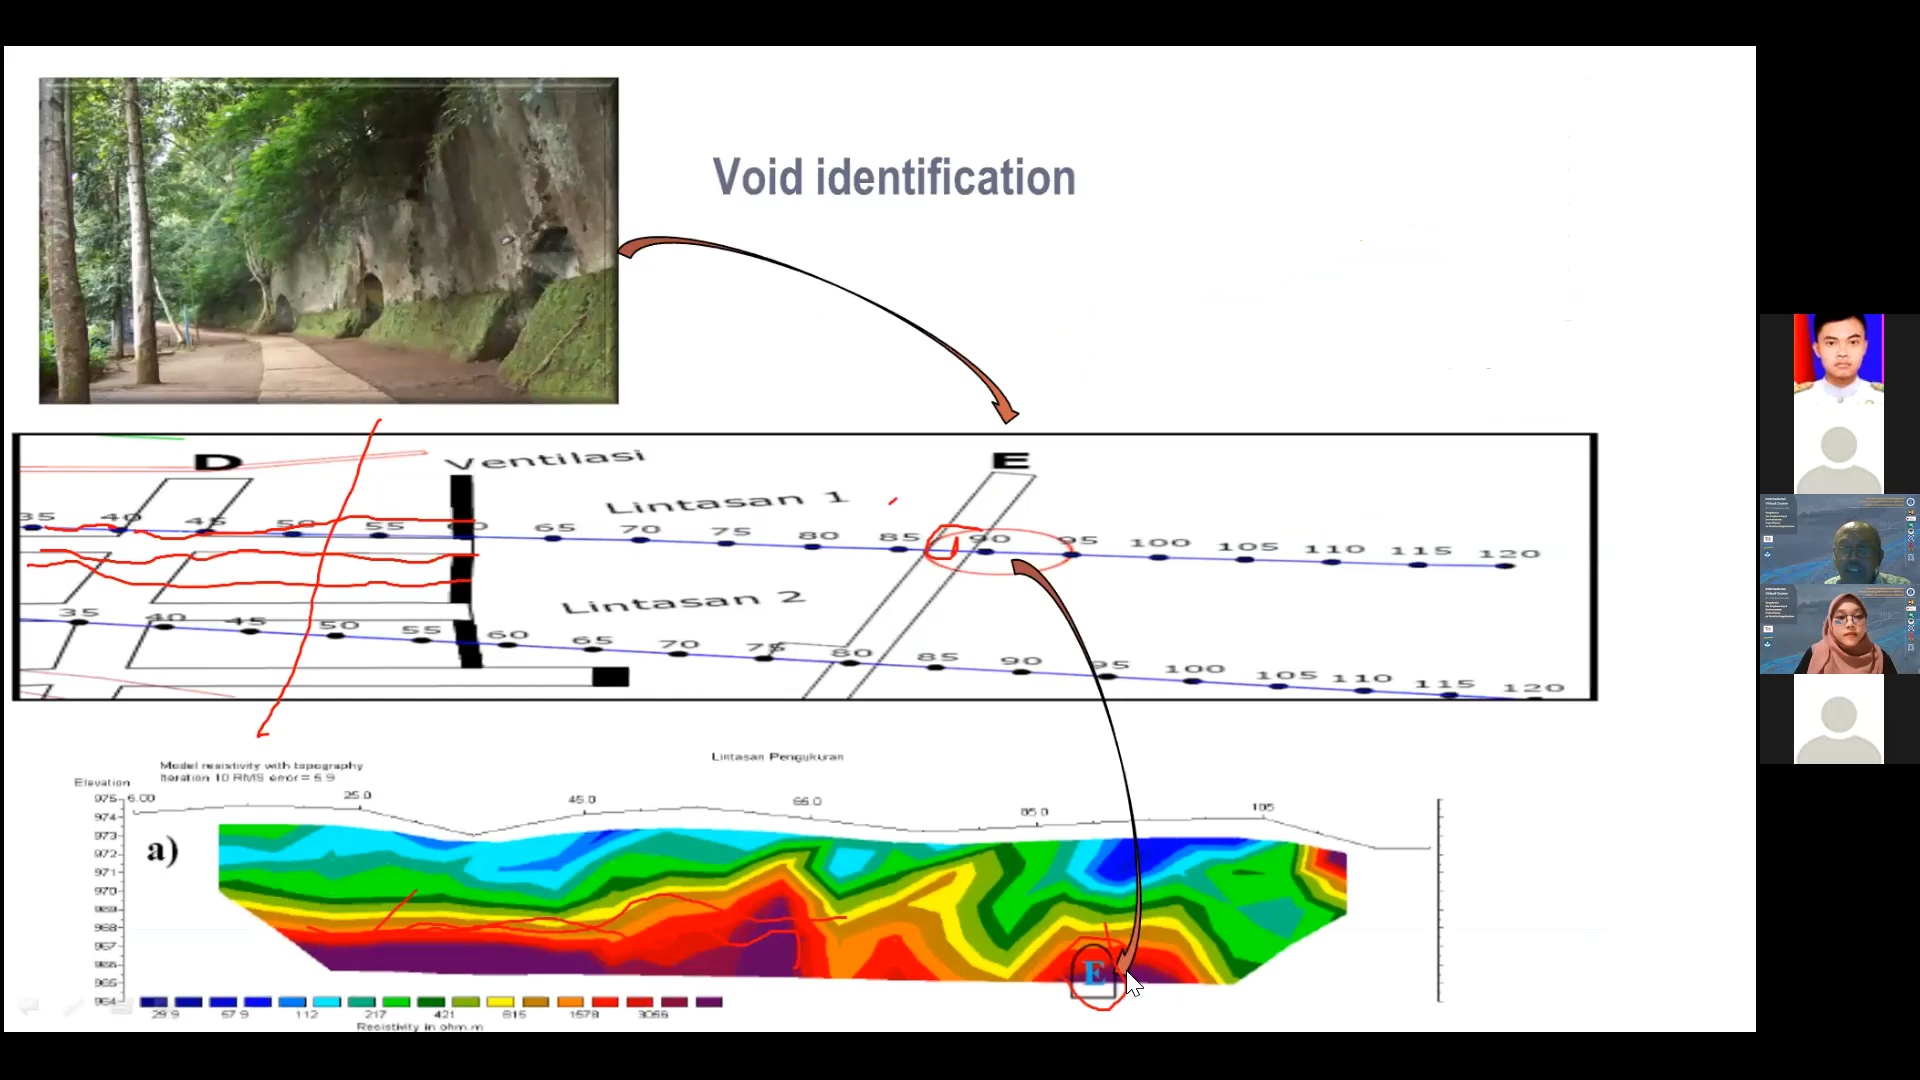 Void identification
D
Ventilasi
E
Lintasan 1
35 40 45 50 55 60 65 70 75 80 85 90 95 100 105 110 115 120
Lintasan 2
35 40 45 50 55 60 65 70 75 80 85 90 95 100 105 110 115 120
Lintasan Pengukuran
Model resistivity with topography
Iteration 10 RMS error = 5.9
Elevation
6.00 25.0 45.0 65.0 85.0 105
975
974
973
972
971
970
969
968
967
966
965
964
a)
E
29.9 57.9 112 217 421 815 1578 3056
Resistivity in ohm.m